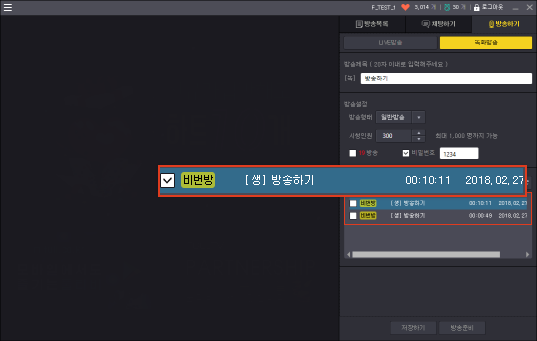 F_TEST_1 5,014 개 30 개 로그아웃
방송목록 채팅하기 방송하기
LIVE방송 녹화방송
방송제목 ( 20자 이내로 입력해주세요 )
[녹] 방송하기
방송설정
방송형태 일반방송
시청인원 300 최대 1,000 명까지 가능
방송 비밀번호 1234
비번방 [생] 방송하기 00:10:11 2018,02,27
비번방 [생] 방송하기 00:10:11 2018,02,27
비번방 [생] 방송하기 00:00:49 2018,02,27
저장하기 방송준비